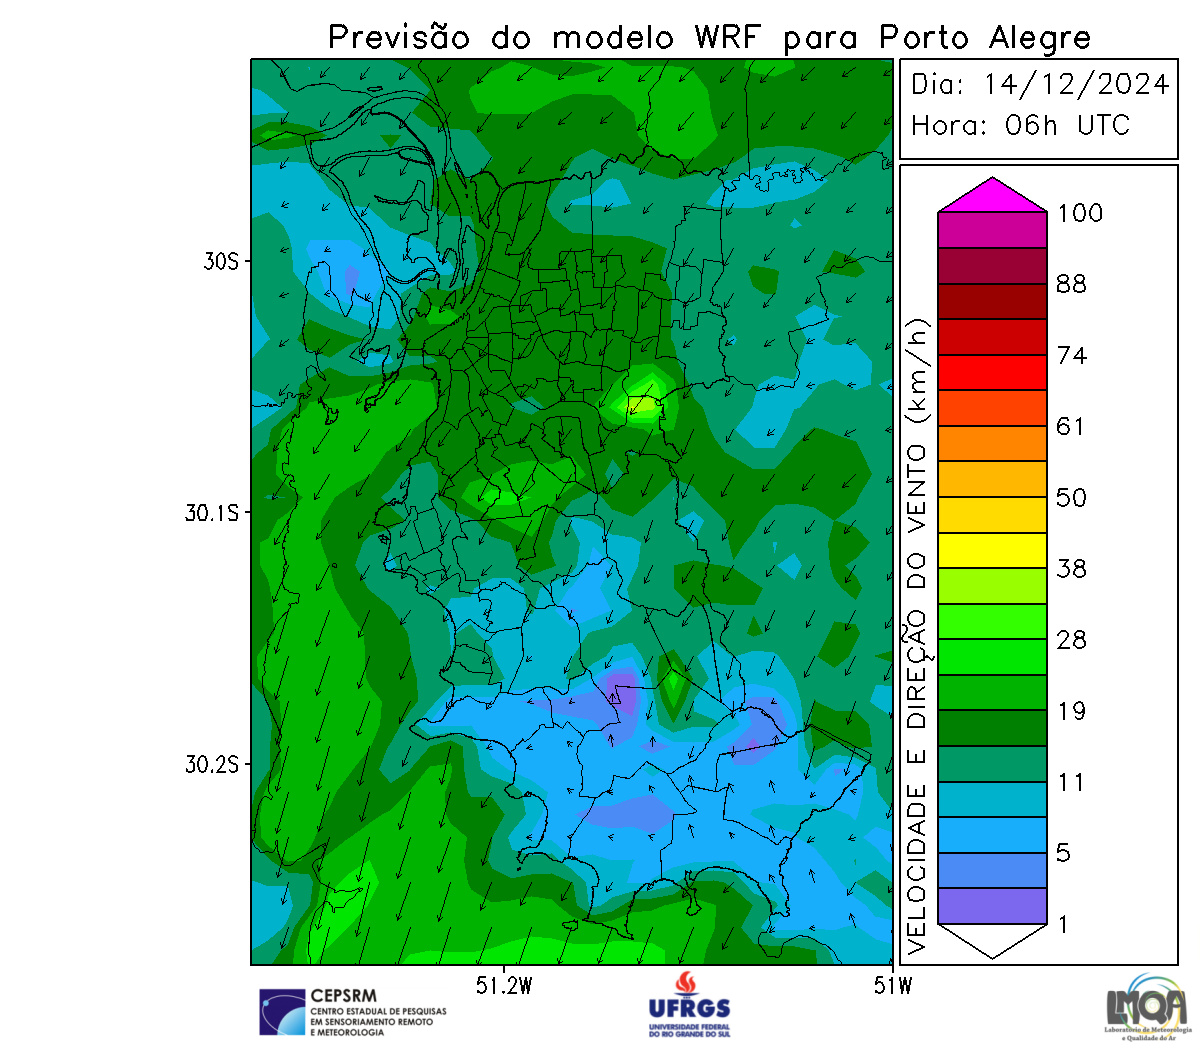 Previsão do modelo WRF para Porto Alegre
Dia: 14/12/2024
Hora: 06h UTC
30S
30.1S
30.2S
51.2W
51W
VELOCIDADE E DIREÇÃO DO VENTO (km/h)
100
88
74
61
50
38
28
19
11
5
1
CEPSRM
CENTRO ESTADUAL DE PESQUISAS
EM SENSORIAMENTO REMOTO
E METEOROLOGIA
UFRGS
UNIVERSIDADE FEDERAL
DO RIO GRANDE DO SUL
LMQA
Laboratório de Meteorologia
e Qualidade do Ar